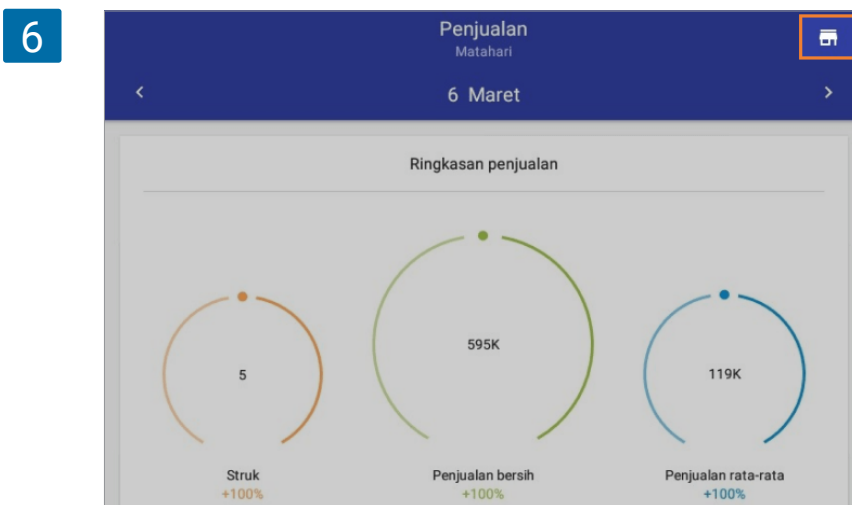 6
Penjualan
Matahari
6 Maret
Ringkasan penjualan
5
595K
119K
Struk
+100%
Penjualan bersih
+100%
Penjualan rata-rata
+100%